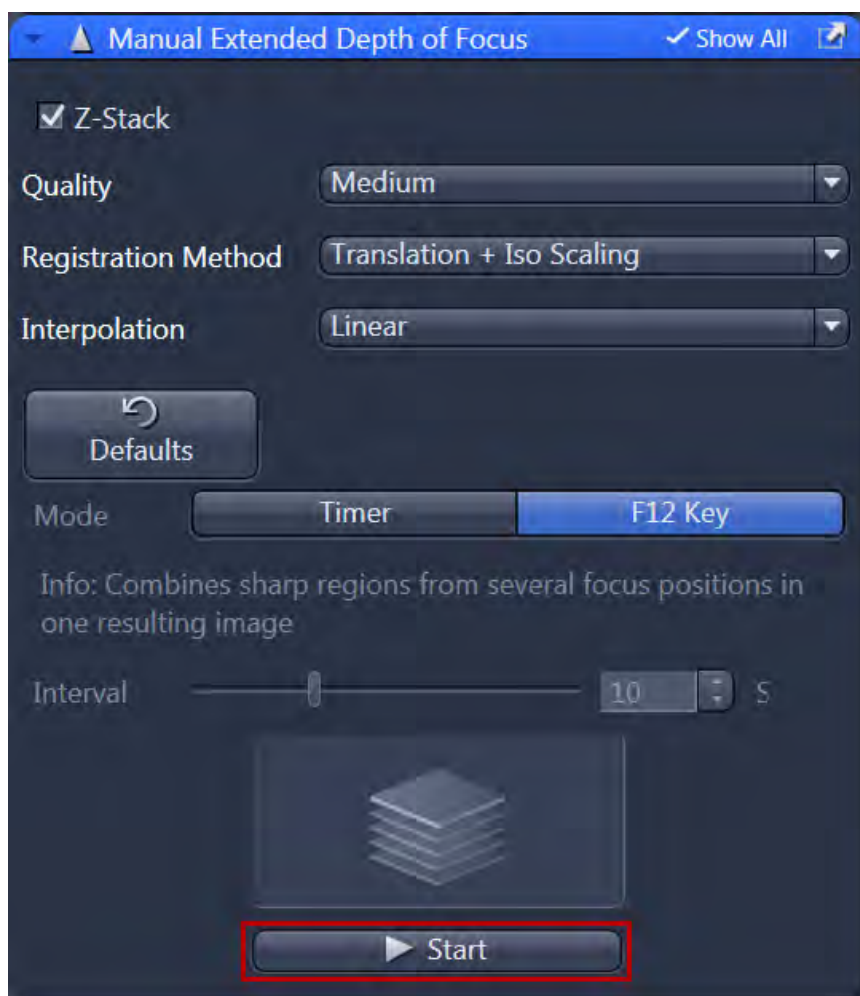 Manual Extended Depth of Focus Show All
Z-Stack
Quality Medium
Registration Method Translation + Iso Scaling
Interpolation Linear
Defaults
Mode Timer F12 Key
Info: Combines sharp regions from several focus positions in
one resulting image
Interval 10 S
Start